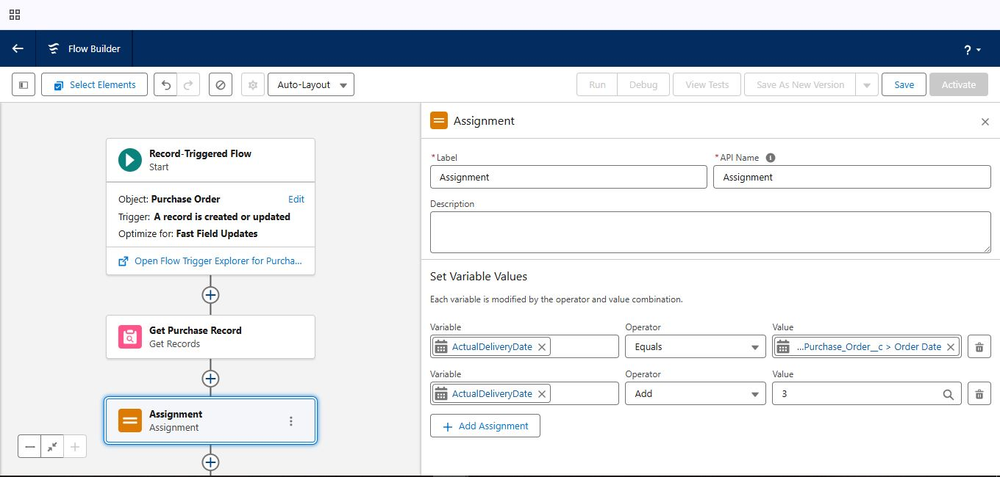 Flow Builder
?
Select Elements
Auto-Layout
Run
Debug
View Tests
Save As New Version
Save
Activate
Record-Triggered Flow
Start
Object: Purchase Order
Edit
Trigger: A record is created or updated
Optimize for: Fast Field Updates
Open Flow Trigger Explorer for Purcha...
Get Purchase Record
Get Records
Assignment
Assignment
Assignment
*Label
*API Name
Assignment
Assignment
Description
Set Variable Values
Each variable is modified by the operator and value combination.
Variable
Operator
Value
ActualDeliveryDate
Equals
...Purchase_Order__c > Order Date
Variable
Operator
Value
ActualDeliveryDate
Add
3
Add Assignment